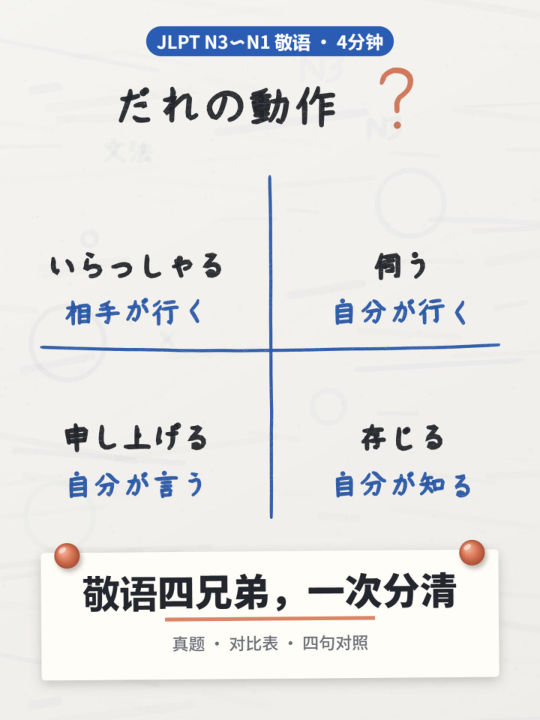 JLPT N3～N1 敬语 · 4分钟
だれの動作？
いらっしゃる
相手が行く
伺う
自分が行く
申し上げる
自分が言う
存じる
自分が知る
敬语四兄弟，一次分清
真题 · 对比表 · 四句对照
N3
N
文法